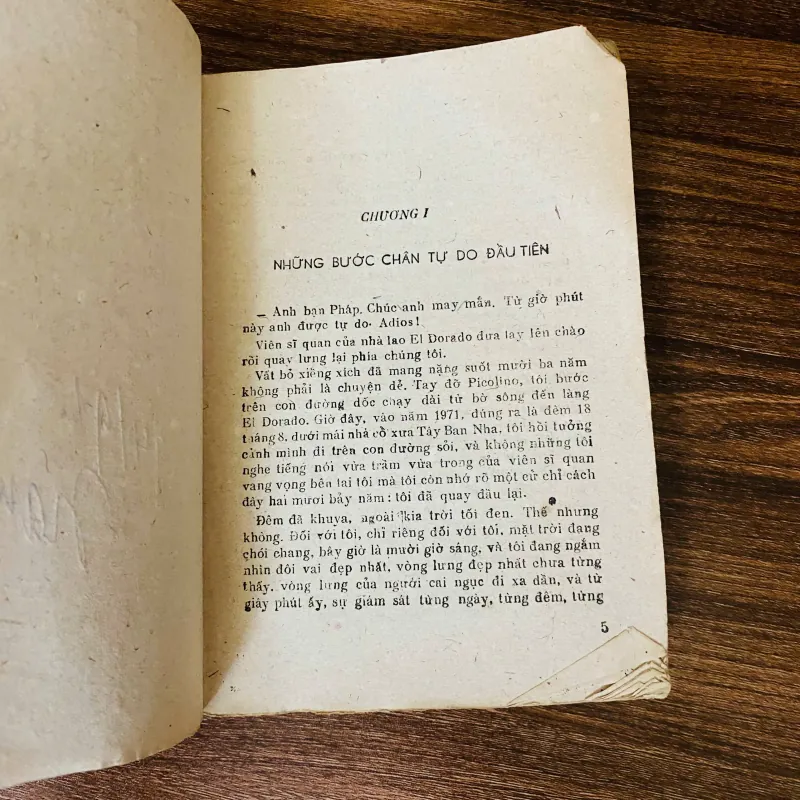 CHƯƠNG I
NHỮNG BƯỚC CHÂN TỰ DO ĐẦU TIÊN
— Anh bạn Pháp. Chúc anh may mắn. Từ giờ phút
này anh được tự do. Adios!
Viên sĩ quan của nhà lao El Dorado đưa tay lên chào
rồi quay lưng lại phía chúng tôi.
Vất bỏ xiềng xích đã mang nặng suốt mười ba năm
không phải là chuyện dễ. Tay đỡ Picolino, tôi bước
trên con đường dốc chạy dài từ bờ sông đến làng
El Dorado. Giờ đây, vào năm 1971, đúng ra là đêm 18
tháng 8, dưới mái nhà cổ xưa Tây Ban Nha, tôi hồi tưởng
cảnh mình đi trên con đường sỏi, và không những tôi
nghe tiếng nói vừa trầm vừa trong của viên sĩ quan
vang vọng bên tai tôi mà tôi còn nhớ rõ một cử chỉ cách
đây hai mươi bảy năm: tôi đã quay đầu lại.
Đêm đã khuya, ngoài kia trời tối đen. Thế nhưng
không. Đối với tôi, chỉ riêng đối với tôi, mặt trời đang
chói chang, bây giờ là mười giờ sáng, và tôi đang ngắm
nhìn đôi vai đẹp nhất, vòng lưng đẹp nhất chưa từng
thấy, vòng lưng của người cai ngục đi xa dần, và từ
giây phút ấy, sự giám sát từng ngày, từng đêm, từng
5